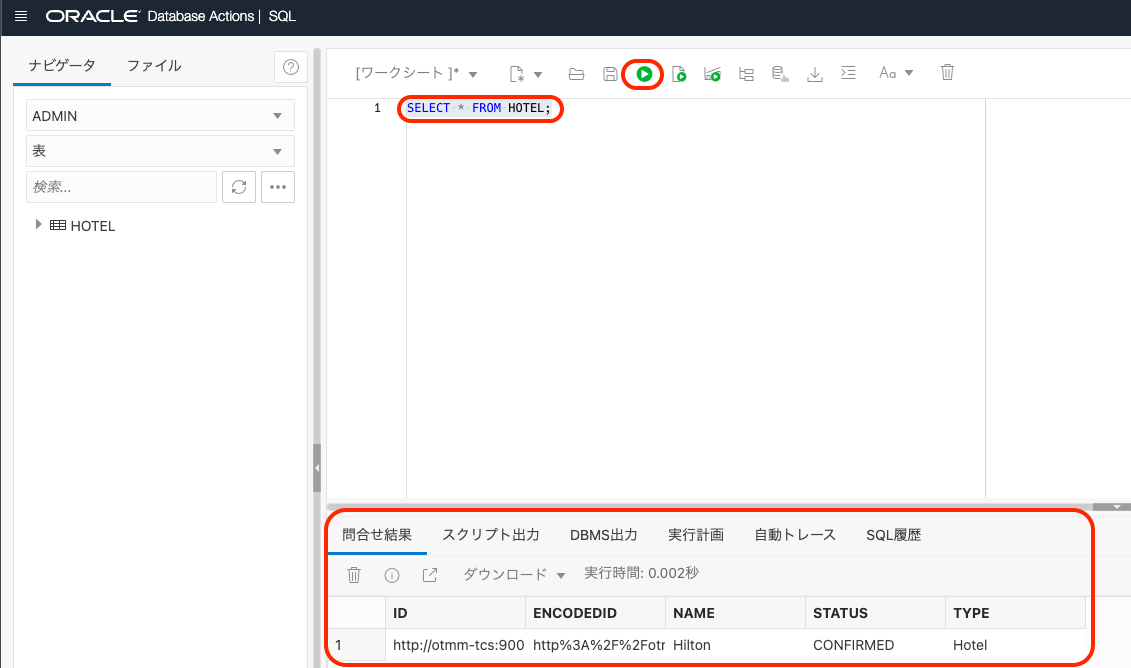 ORACLE Database Actions | SQL
ナビゲータ ファイル
[ワークシート ]* Aa
ADMIN
1 SELECT * FROM HOTEL;
表
検索...
HOTEL
問合せ結果 スクリプト出力 DBMS出力 実行計画 自動トレース SQL履歴
ダウンロード 実行時間: 0.002秒
ID ENCODEDID NAME STATUS TYPE
1 http://otmm-tcs:900 http%3A%2F%2Fotr Hilton CONFIRMED Hotel